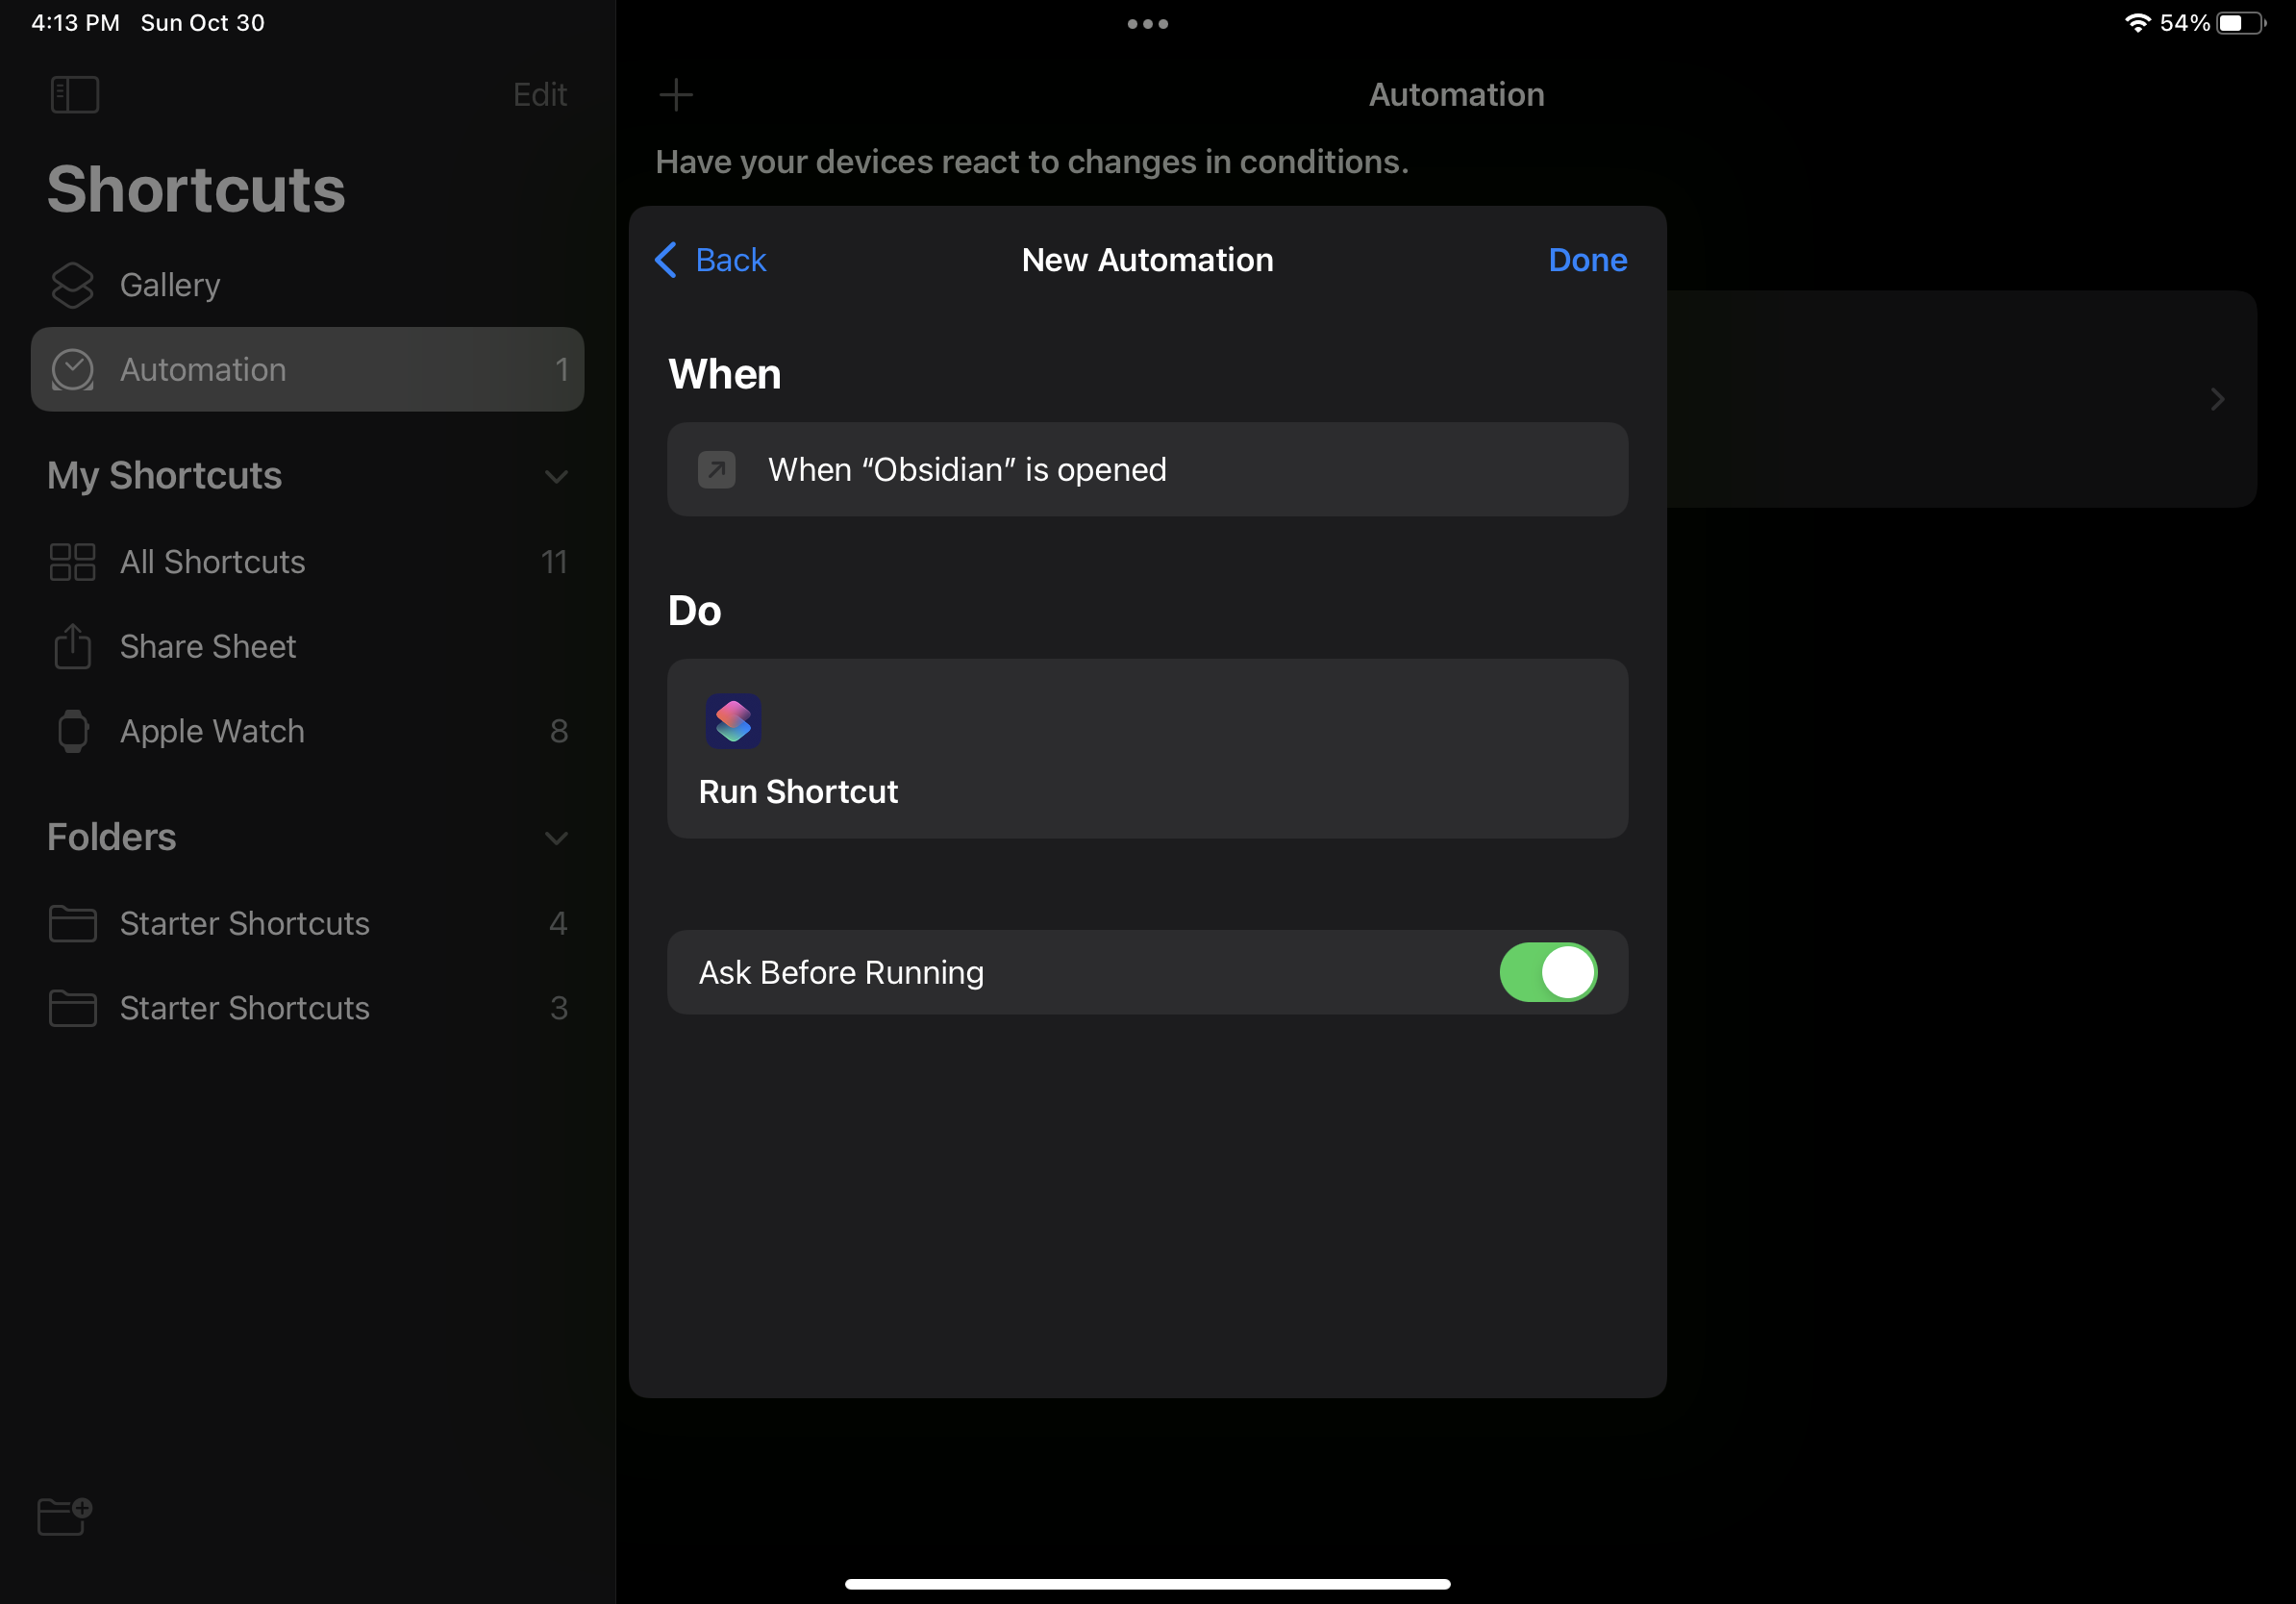 4:13 PM Sun Oct 30
54%
Edit
Shortcuts
Gallery
Automation 1
My Shortcuts
All Shortcuts 11
Share Sheet
Apple Watch 8
Folders
Starter Shortcuts 4
Starter Shortcuts 3
Automation
Have your devices react to changes in conditions.
Back New Automation Done
When
When “Obsidian” is opened
Do
Run Shortcut
Ask Before Running